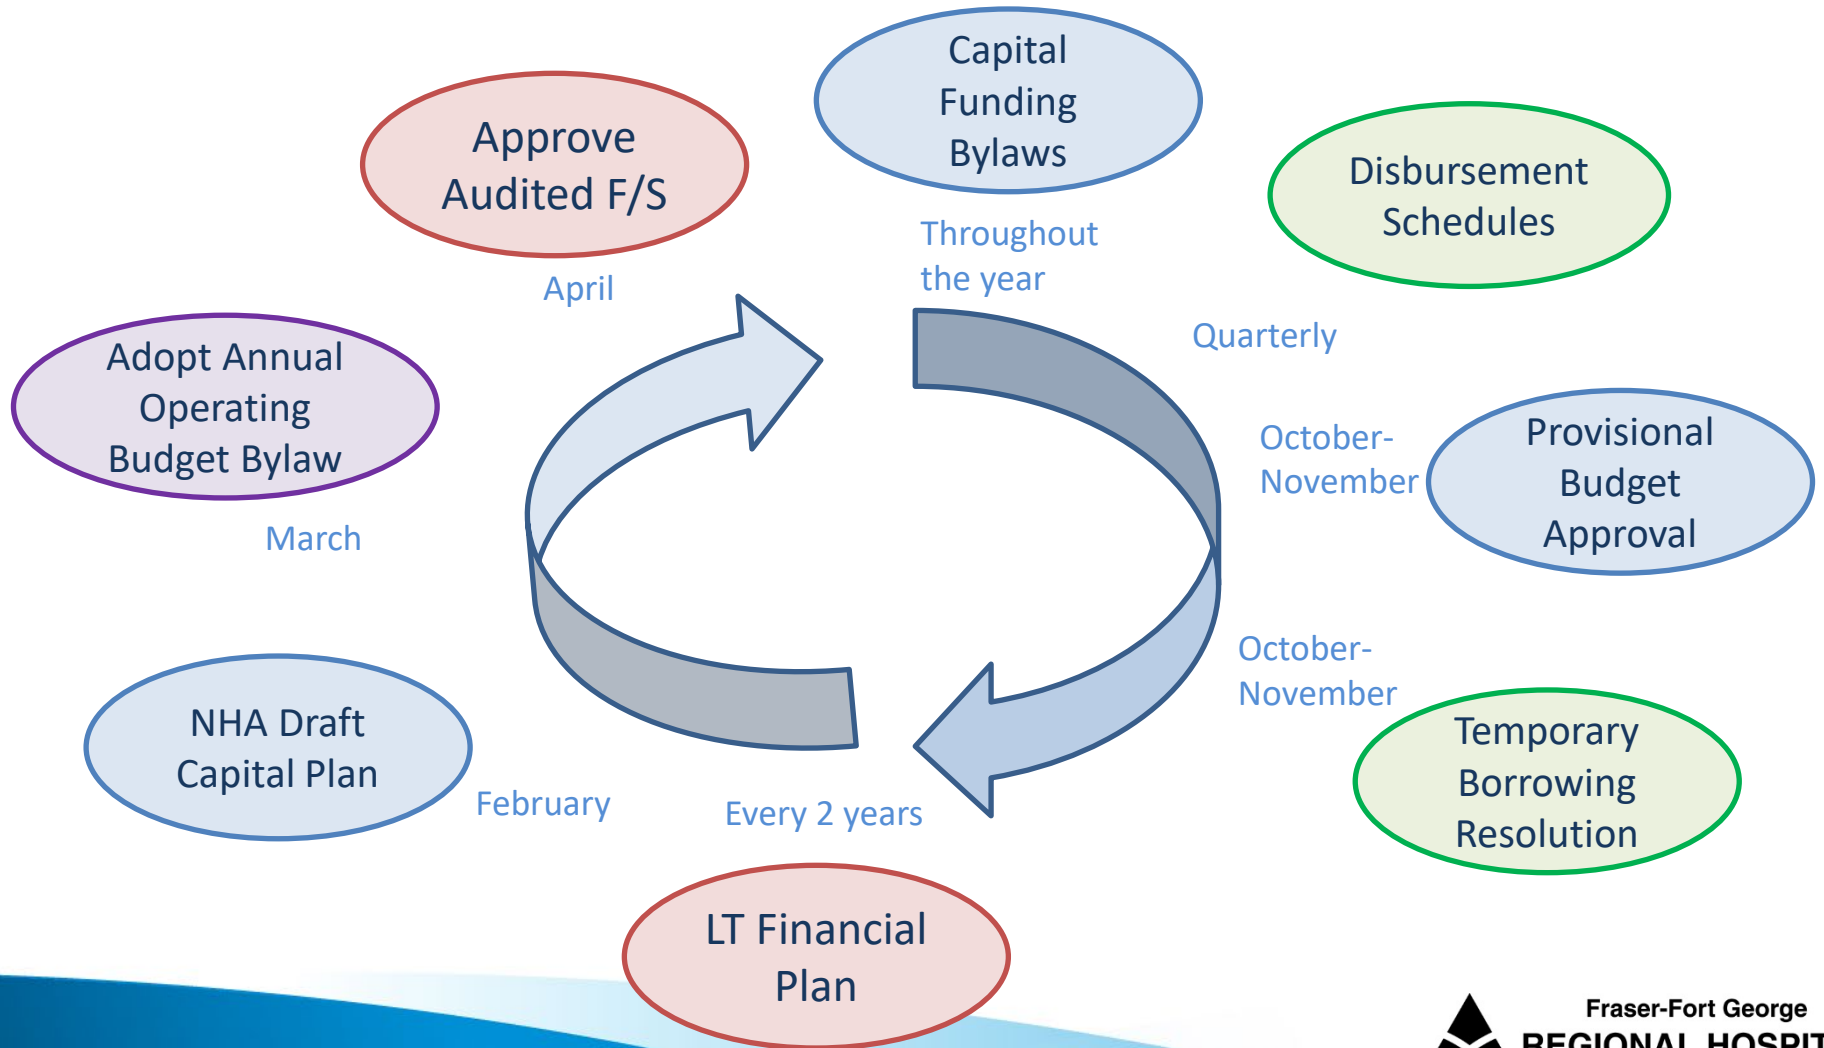 Capital
Funding
Bylaws
Throughout
the year
Disbursement
Schedules
Quarterly
October-
November
Provisional
Budget
Approval
October-
November
Temporary
Borrowing
Resolution
Every 2 years
LT Financial
Plan
NHA Draft
Capital Plan
February
Adopt Annual
Operating
Budget Bylaw
March
Approve
Audited F/S
April
Fraser-Fort George
REGIONAL